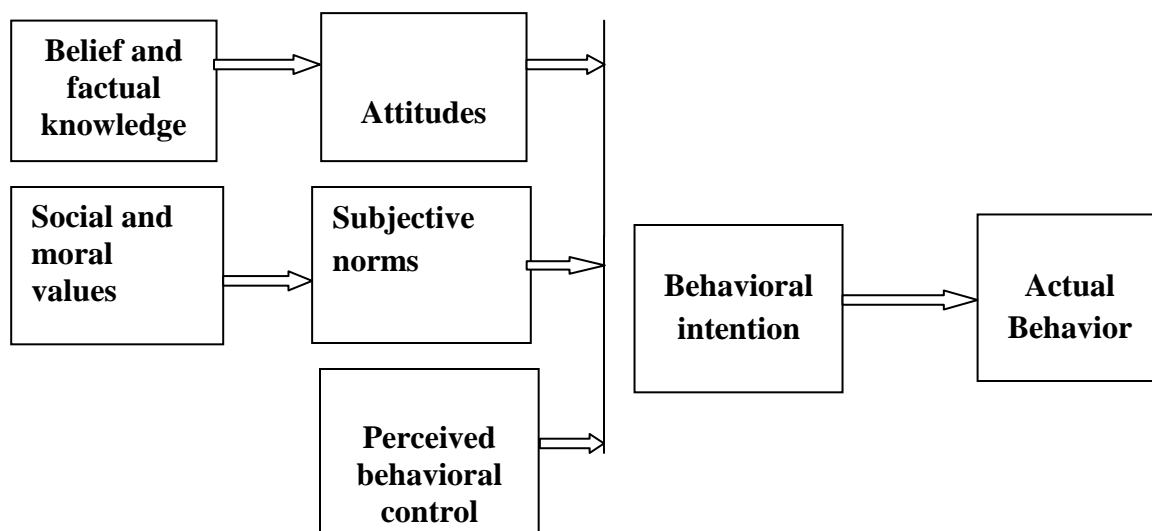 Belief and
factual
knowledge
Attitudes
Social and
moral
values
Subjective
norms
Perceived
behavioral
control
Behavioral
intention
Actual
Behavior